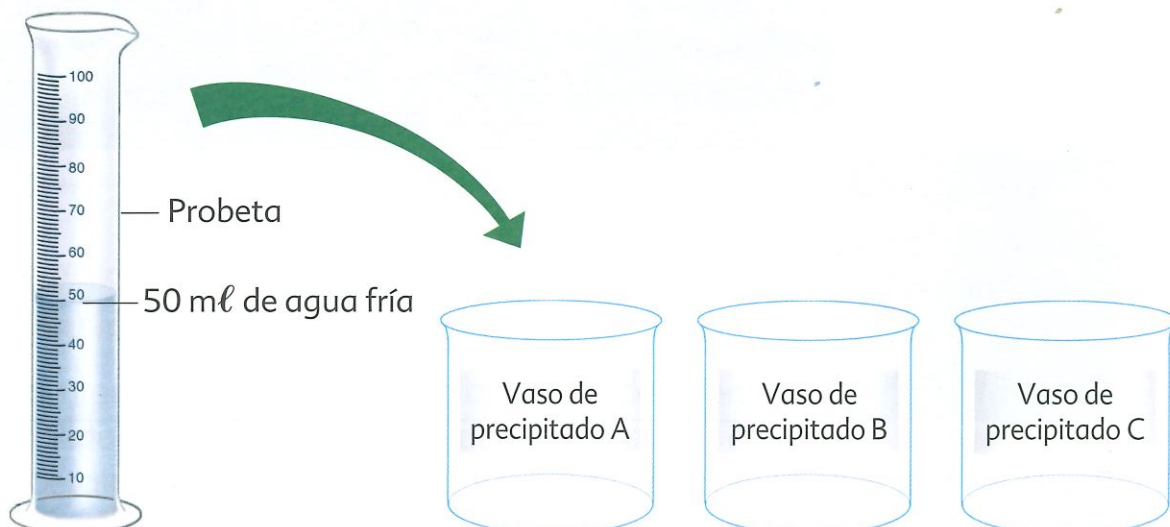 100
90
80
70
60
50
40
30
20
10
Probeta
50 mℓ de agua fría
Vaso de
precipitado A
Vaso de
precipitado B
Vaso de
precipitado C